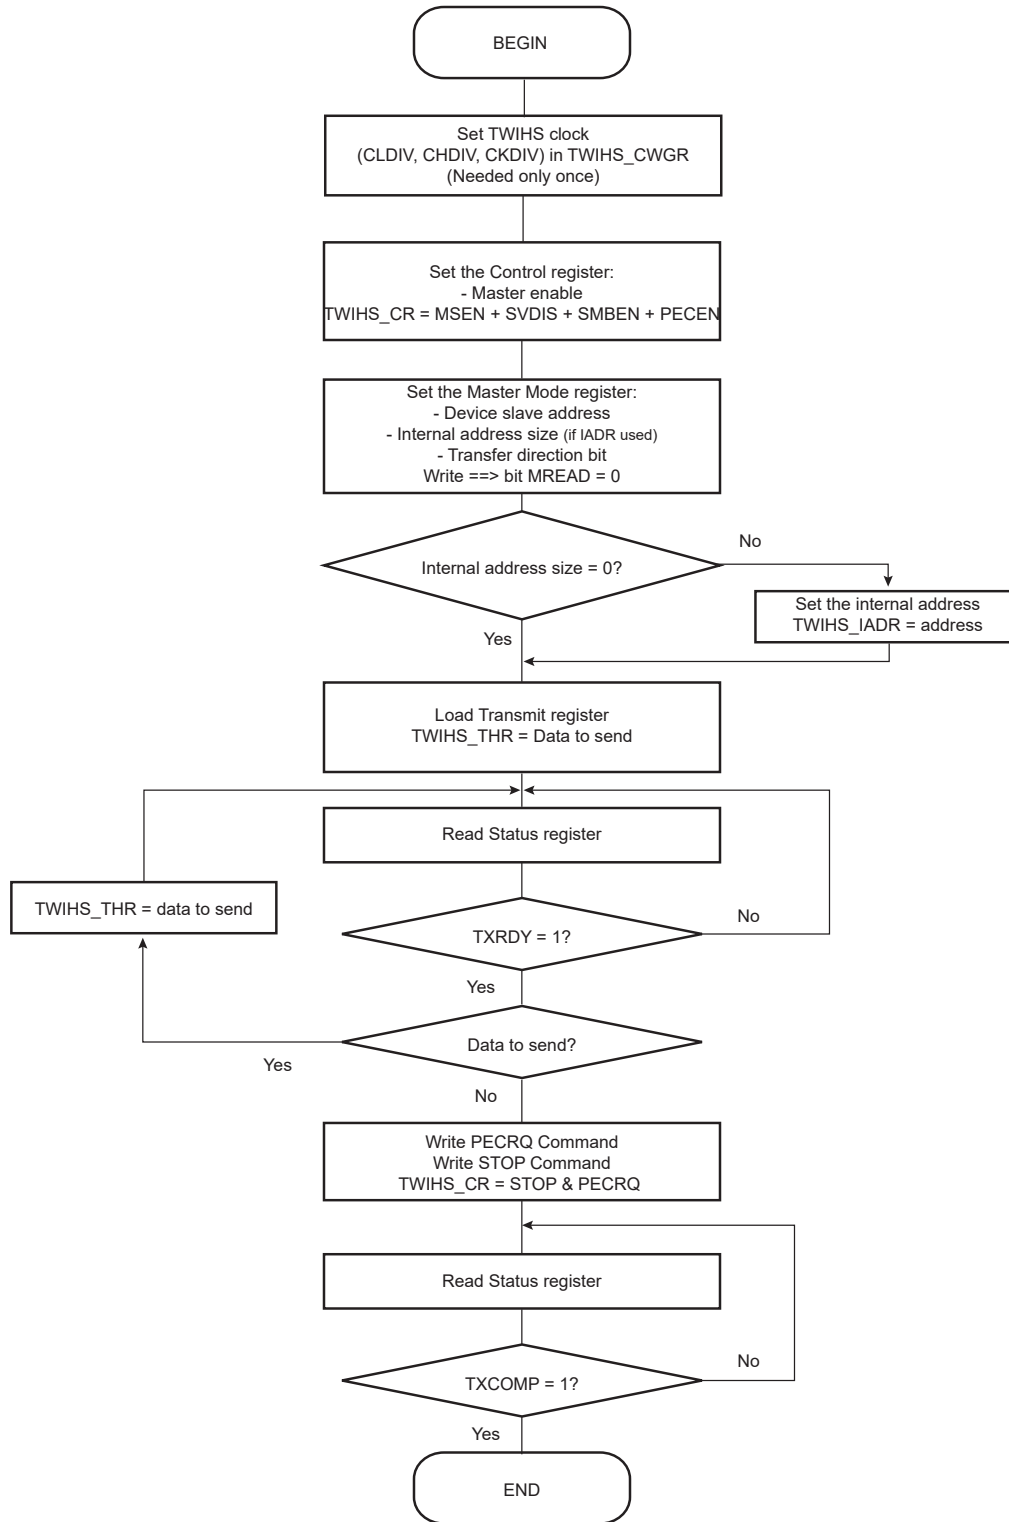 BEGIN
Set TWIHS clock
(CLDIV, CHDIV, CKDIV) in TWIHS_CWGR
(Needed only once)
Set the Control register:
- Master enable
TWIHS_CR = MSEN + SVDIS + SMBEN + PECEN
Set the Master Mode register:
- Device slave address
- Internal address size (if IADR used)
- Transfer direction bit
Write ==> bit MREAD = 0
Internal address size = 0?
No
Set the internal address
TWIHS_IADR = address
Yes
Load Transmit register
TWIHS_THR = Data to send
Read Status register
TWIHS_THR = data to send
TXRDY = 1?
No
Yes
Data to send?
Yes
No
Write PECRQ Command
Write STOP Command
TWIHS_CR = STOP & PECRQ
Read Status register
TXCOMP = 1?
No
Yes
END